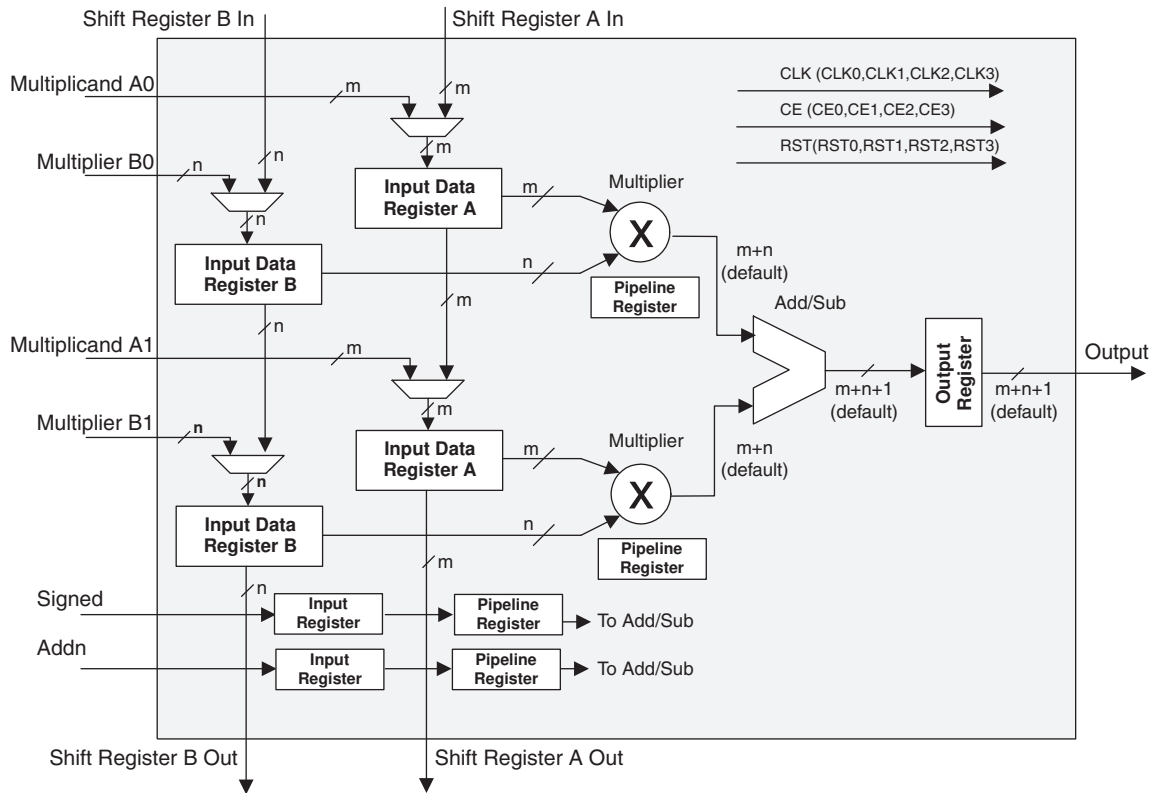 Shift Register B In
Shift Register A In
Multiplicand A0
m
m
CLK (CLK0,CLK1,CLK2,CLK3)
CE (CE0,CE1,CE2,CE3)
RST(RST0,RST1,RST2,RST3)
m
Multiplier B0
n
n
n
Input Data
Register A
m
Multiplier
X
Input Data
Register B
n
m+n
(default)
Pipeline
Register
m
n
Add/Sub
Multiplicand A1
m
m
Output
Register
m+n+1
(default)
m+n+1
(default)
Output
Multiplier B1
n
n
Input Data
Register A
m
Multiplier
X
m+n
(default)
Input Data
Register B
n
Pipeline
Register
m
n
Signed
Input
Register
Pipeline
Register
To Add/Sub
Addn
Input
Register
Pipeline
Register
To Add/Sub
Shift Register B Out
Shift Register A Out